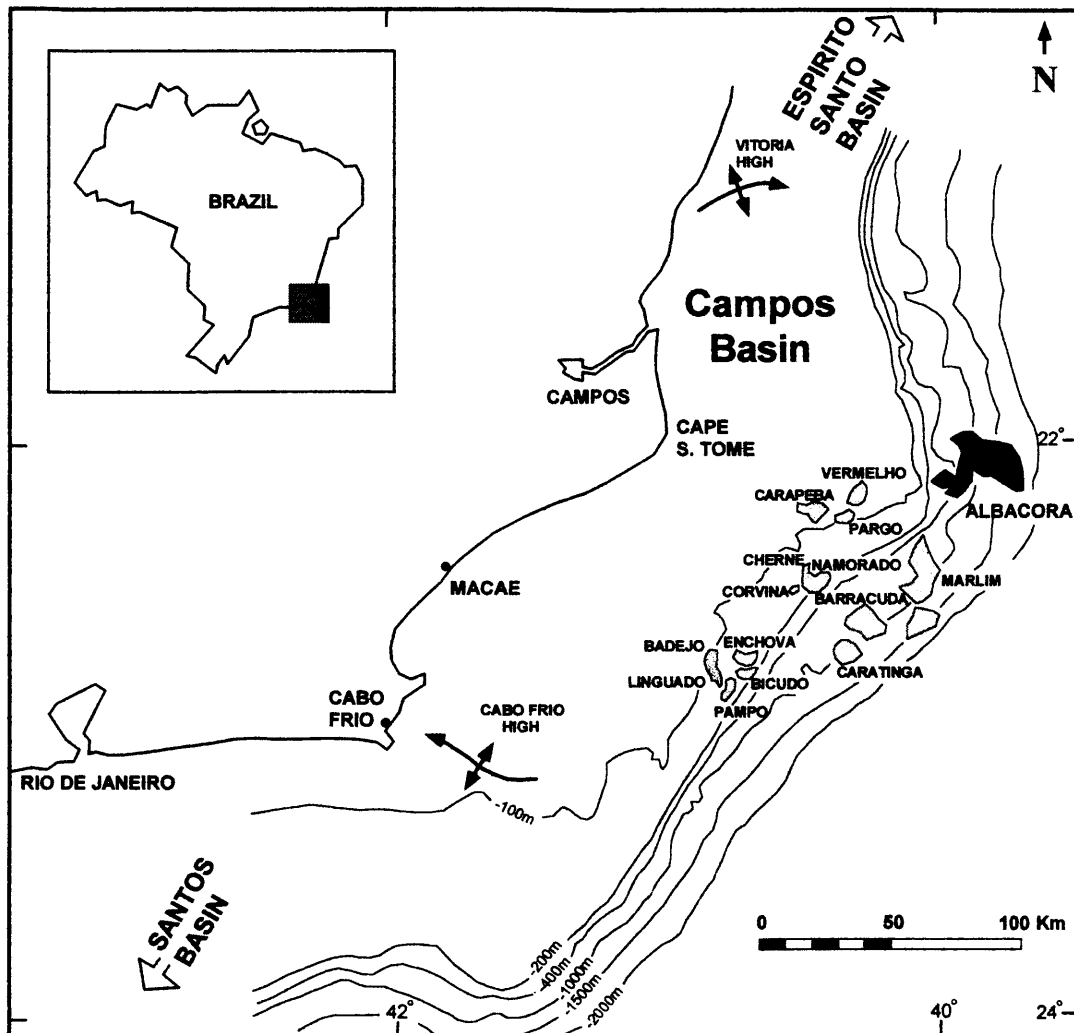 BRAZIL
ESPIRITO
SANTO
BASIN
N
VITORIA
HIGH
Campos
Basin
CAMPOS
CAPE
S. TOME
22°
VERMELHO
CARAPEBA
PARGO
ALBACORA
CHERNE
NAMORADO
CORVINA
BARRACUDA
MARLIM
MACAE
BADEJO
ENCHOVA
LINGUADO
BICUDO
CARATINGA
PAMPO
CABO
FRIO
CABO FRIO
HIGH
RIO DE JANEIRO
-100m
SANTOS
BASIN
0 50 100 Km
-200m
-400m
-1000m
-1500m
-2000m
42°
40°
24°